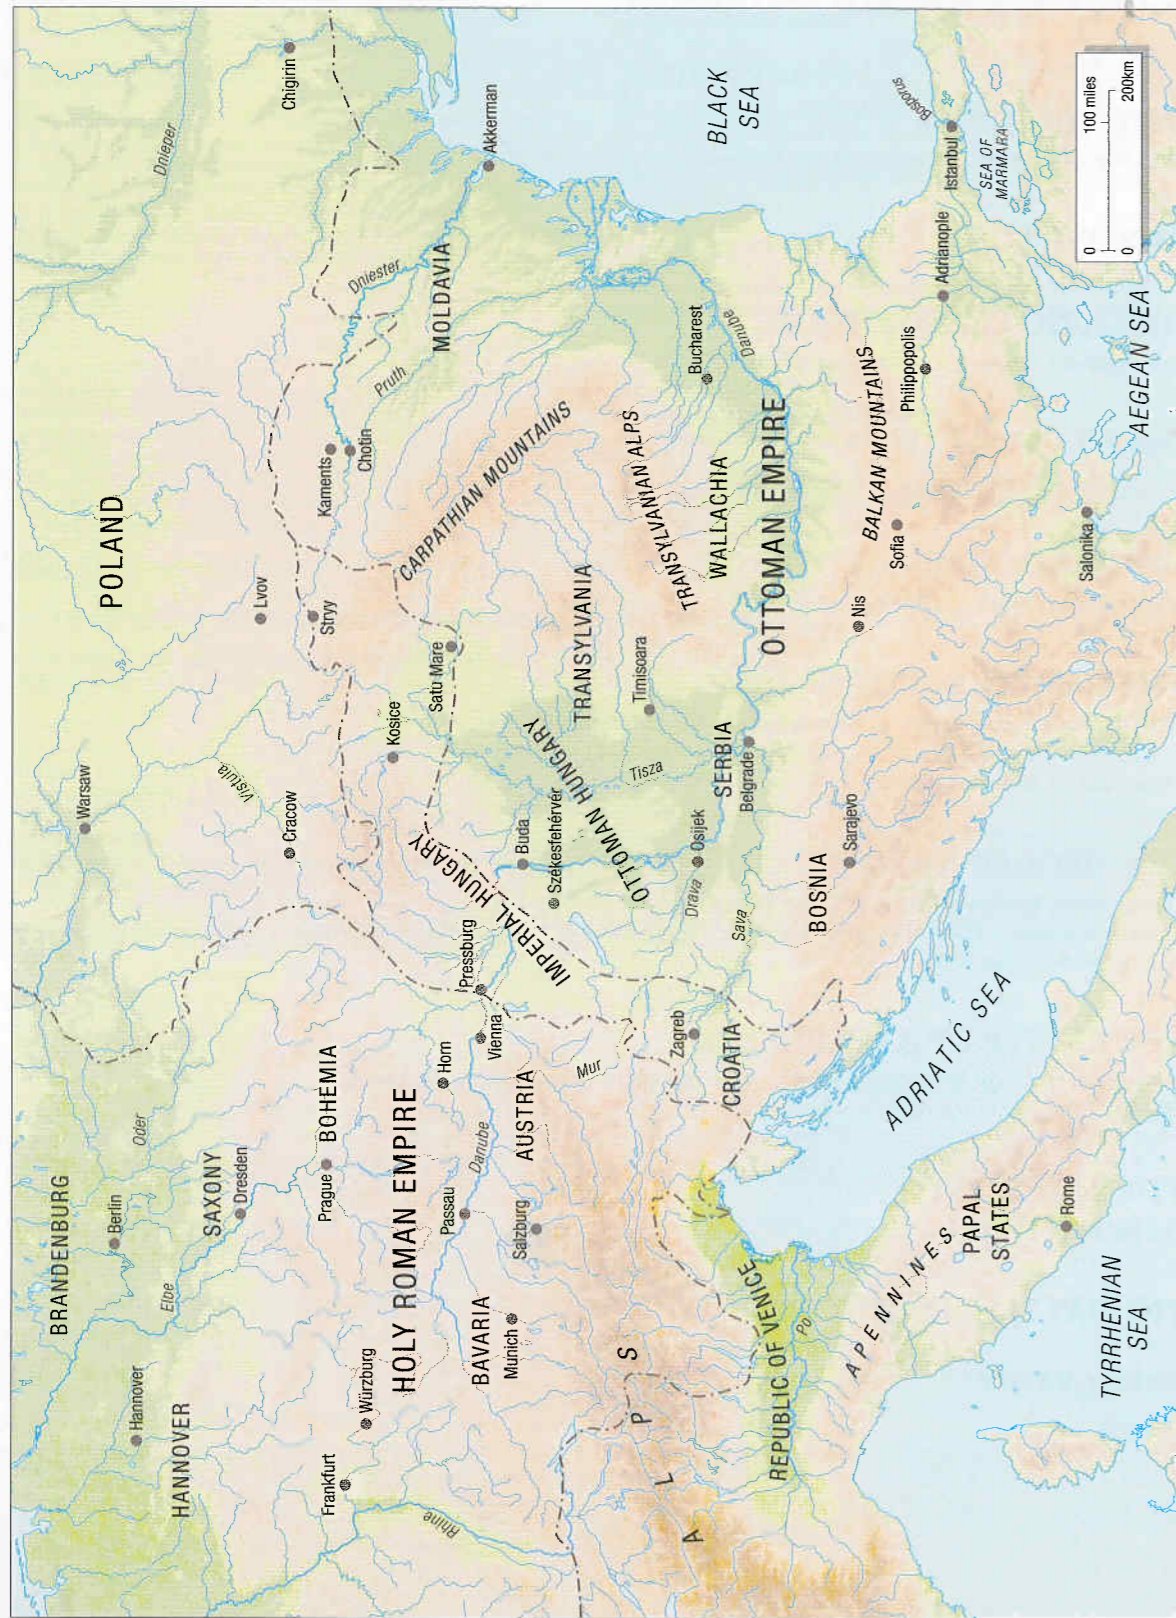 BRANDENBURG
Berlin
Hannover
HANNOVER
Elbe
Oder
SAXONY
Dresden
Warsaw
POLAND
Dnieper
Chigirin
Vistula
Cracow
Lvov
Stryy
Kaments
Chotin
Dniester
Pruth
MOLDAVIA
Akkerman
Frankfurt
Würzburg
Rhine
Prague
BOHEMIA
HOLY ROMAN EMPIRE
Horn
Passau
Danube
BAVARIA
Munich
Salzburg
AUSTRIA
Vienna
Pressburg
IMPERIAL HUNGARY
Kosice
Satu Mare
CARPATHIAN MOUNTAINS
Buda
Székesfehérvér
OTTOMAN HUNGARY
TRANSYLVANIA
Timisoara
Tisza
TRANSYLVANIAN ALPS
WALLACHIA
Bucharest
Danube
BLACK
SEA
Mur
ALPS
Zagreb
CROATIA
Drava
Osijek
Sava
SERBIA
Belgrade
OTTOMAN EMPIRE
REPUBLIC OF VENICE
Po
BOSNIA
Sarajevo
Nis
Sofia
BALKAN MOUNTAINS
Philippopolis
Adrianople
Istanbul
Bosporus
SEA OF
MARMARA
APENNINES
PAPAL
STATES
Rome
ADRIATIC SEA
Salonika
AEGEAN SEA
TYRRHENIAN
SEA
0 100 miles
0 200km